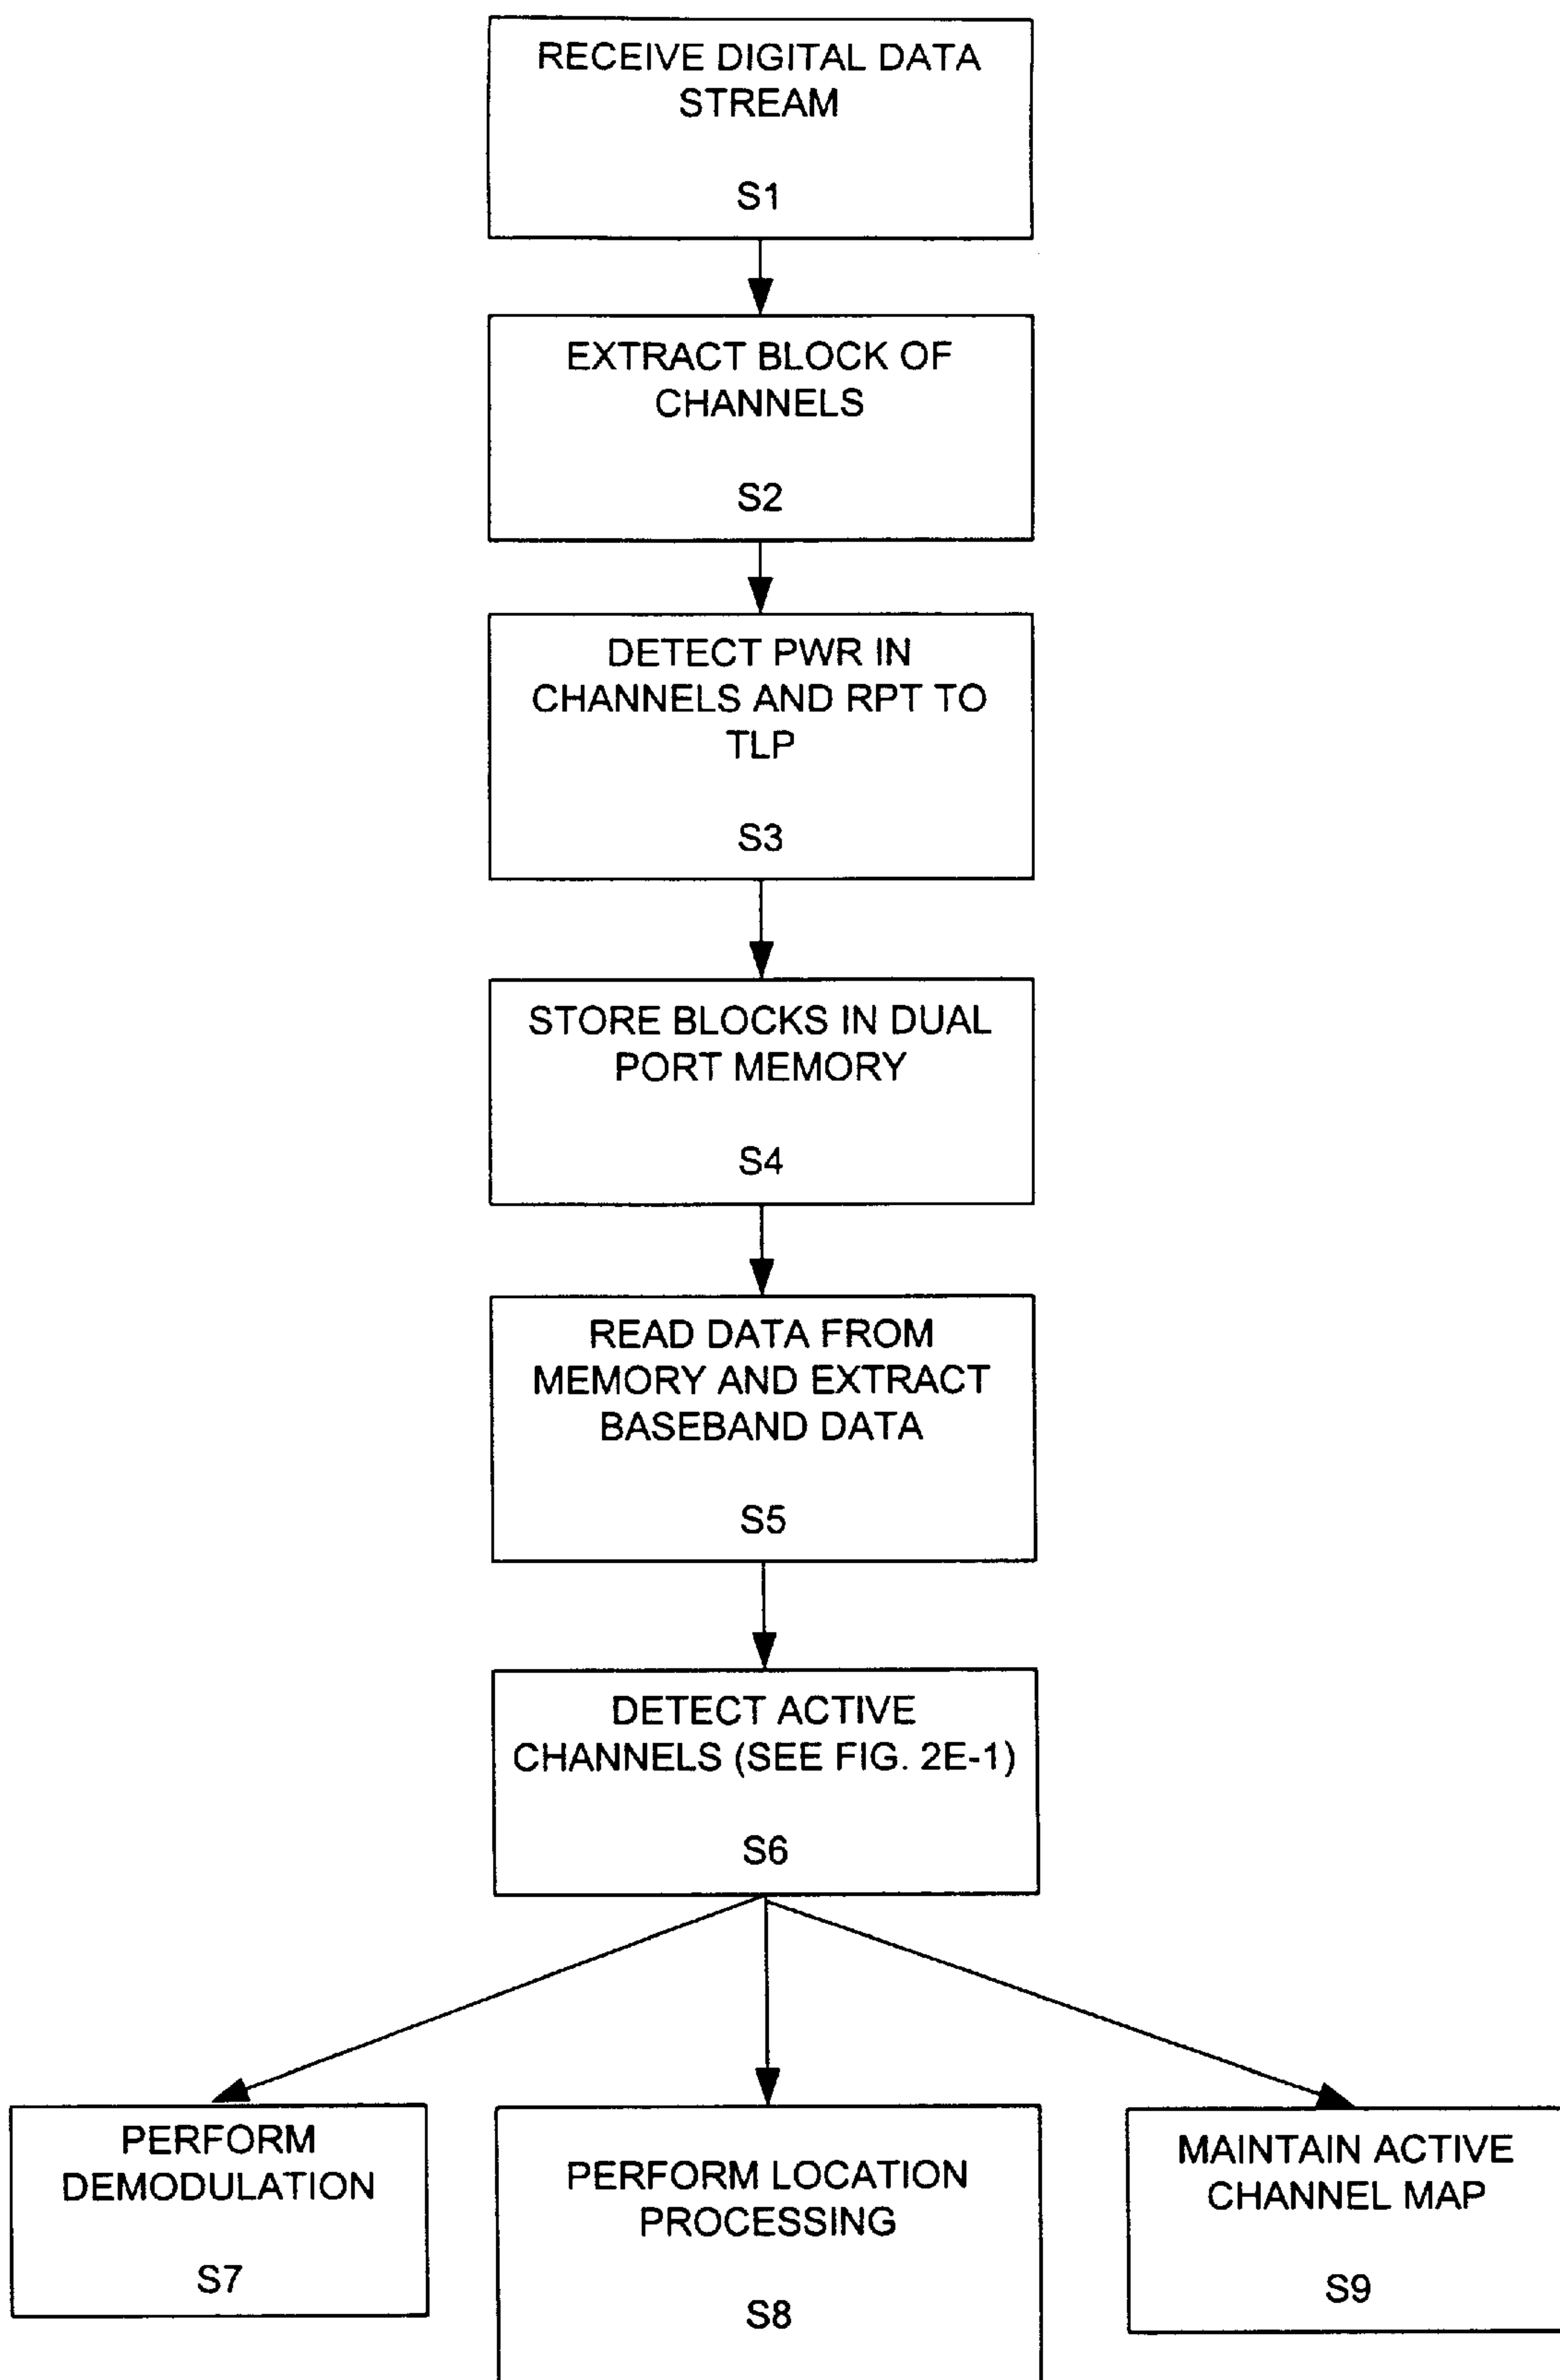 RECEIVE DIGITAL DATA
STREAM
S1
EXTRACT BLOCK OF
CHANNELS
S2
DETECT PWR IN
CHANNELS AND RPT TO
TLP
S3
STORE BLOCKS IN DUAL
PORT MEMORY
S4
READ DATA FROM
MEMORY AND EXTRACT
BASEBAND DATA
S5
DETECT ACTIVE
CHANNELS (SEE FIG. 2E-1)
S6
PERFORM
DEMODULATION
S7
PERFORM LOCATION
PROCESSING
S8
MAINTAIN ACTIVE
CHANNEL MAP
S9